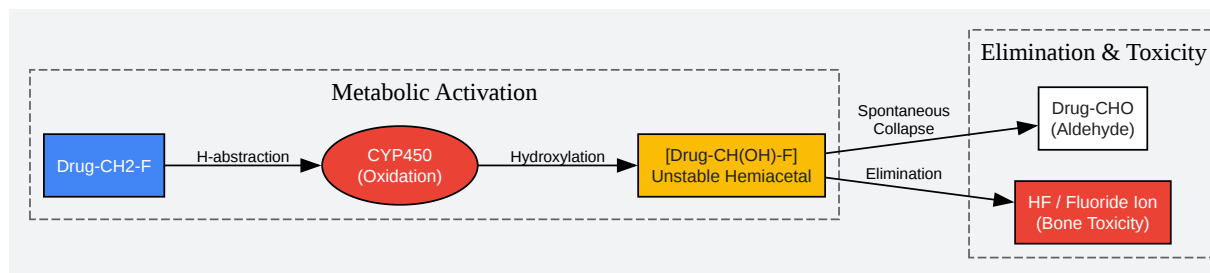 Metabolic Activation
Drug-CH2-F
H-abstraction
CYP450
(Oxidation)
Hydroxylation
[Drug-CH(OH)-F]
Unstable Hemiacetal
Spontaneous
Collapse
Elimination
Elimination & Toxicity
Drug-CHO
(Aldehyde)
HF / Fluoride Ion
(Bone Toxicity)